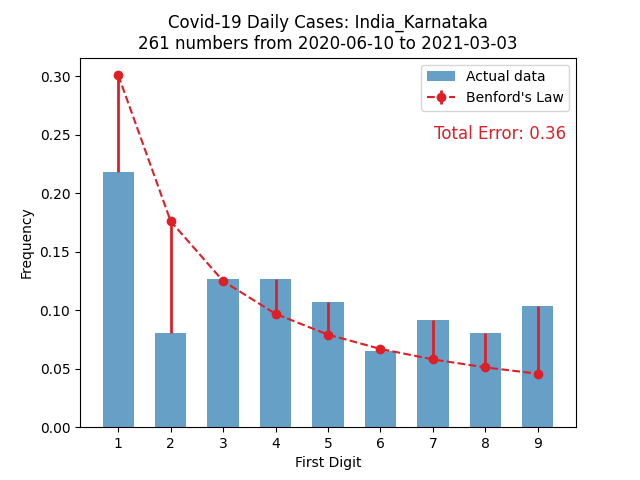 Covid-19 Daily Cases: India_Karnataka
261 numbers from 2020-06-10 to 2021-03-03
Actual data
Benford's Law
Total Error: 0.36
Frequency
0.30
0.25
0.20
0.15
0.10
0.05
0.00
1 2 3 4 5 6 7 8 9
First Digit